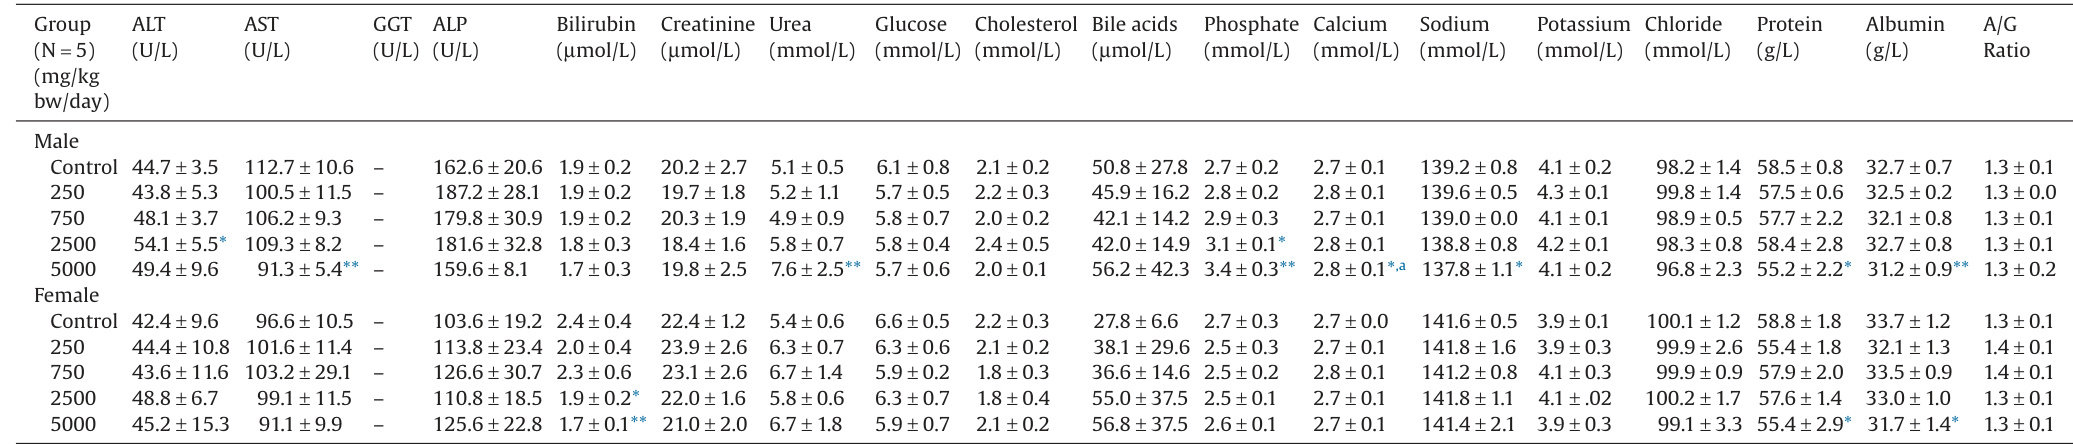 Group ALT AST GGT ALP Bilirubin Creatinine Urea Glucose Cholesterol Bile acids Phosphate Calcium Sodium Potassium Chloride Protein Albumin A/G
(N = 5) (U/L) (U/L) (U/L) (U/L) (μmol/L) (μmol/L) (mmol/L) (mmol/L) (mmol/L) (μmol/L) (mmol/L) (mmol/L) (mmol/L) (mmol/L) (mmol/L) (g/L) (g/L) Ratio
(mg/kg
bw/day)
Male
Control 44.7 ± 3.5 112.7 ± 10.6 – 162.6 ± 20.6 1.9 ± 0.2 20.2 ± 2.7 5.1 ± 0.5 6.1 ± 0.8 2.1 ± 0.2 50.8 ± 27.8 2.7 ± 0.2 2.7 ± 0.1 139.2 ± 0.8 4.1 ± 0.2 98.2 ± 1.4 58.5 ± 0.8 32.7 ± 0.7 1.3 ± 0.1
250 43.8 ± 5.3 100.5 ± 11.5 – 187.2 ± 28.1 1.9 ± 0.2 19.7 ± 1.8 5.2 ± 1.1 5.7 ± 0.5 2.2 ± 0.3 45.9 ± 16.2 2.8 ± 0.2 2.8 ± 0.1 139.6 ± 0.5 4.3 ± 0.1 99.8 ± 1.4 57.5 ± 0.6 32.5 ± 0.2 1.3 ± 0.0
750 48.1 ± 3.7 106.2 ± 9.3 – 179.8 ± 30.9 1.9 ± 0.2 20.3 ± 1.9 4.9 ± 0.9 5.8 ± 0.7 2.0 ± 0.2 42.1 ± 14.2 2.9 ± 0.3 2.7 ± 0.1 139.0 ± 0.0 4.1 ± 0.1 98.9 ± 0.5 57.7 ± 2.2 32.1 ± 0.8 1.3 ± 0.1
2500 54.1 ± 5.5* 109.3 ± 8.2 – 181.6 ± 32.8 1.8 ± 0.3 18.4 ± 1.6 5.8 ± 0.7 5.8 ± 0.4 2.4 ± 0.5 42.0 ± 14.9 3.1 ± 0.1* 2.8 ± 0.1 138.8 ± 0.8 4.2 ± 0.1 98.3 ± 0.8 58.4 ± 2.8 32.7 ± 0.8 1.3 ± 0.1
5000 49.4 ± 9.6 91.3 ± 5.4** – 159.6 ± 8.1 1.7 ± 0.3 19.8 ± 2.5 7.6 ± 2.5** 5.7 ± 0.6 2.0 ± 0.1 56.2 ± 42.3 3.4 ± 0.3** 2.8 ± 0.1*,a 137.8 ± 1.1* 4.1 ± 0.2 96.8 ± 2.3 55.2 ± 2.2* 31.2 ± 0.9** 1.3 ± 0.2
Female
Control 42.4 ± 9.6 96.6 ± 10.5 – 103.6 ± 19.2 2.4 ± 0.4 22.4 ± 1.2 5.4 ± 0.6 6.6 ± 0.5 2.2 ± 0.3 27.8 ± 6.6 2.7 ± 0.3 2.7 ± 0.0 141.6 ± 0.5 3.9 ± 0.1 100.1 ± 1.2 58.8 ± 1.8 33.7 ± 1.2 1.3 ± 0.1
250 44.4 ± 10.8 101.6 ± 11.4 – 113.8 ± 23.4 2.0 ± 0.4 23.9 ± 2.6 6.3 ± 0.7 6.3 ± 0.6 2.1 ± 0.2 38.1 ± 29.6 2.5 ± 0.3 2.7 ± 0.1 141.8 ± 1.6 3.9 ± 0.3 99.9 ± 2.6 55.4 ± 1.8 32.1 ± 1.3 1.4 ± 0.1
750 43.6 ± 11.6 103.2 ± 29.1 – 126.6 ± 30.7 2.3 ± 0.6 23.1 ± 2.6 6.7 ± 1.4 5.9 ± 0.2 1.8 ± 0.3 36.6 ± 14.6 2.5 ± 0.2 2.8 ± 0.1 141.2 ± 0.8 4.1 ± 0.3 99.9 ± 0.9 57.9 ± 2.0 33.5 ± 0.9 1.4 ± 0.1
2500 48.8 ± 6.7 99.1 ± 11.5 – 110.8 ± 18.5 1.9 ± 0.2* 22.0 ± 1.6 5.8 ± 0.6 6.3 ± 0.7 1.8 ± 0.4 55.0 ± 37.5 2.5 ± 0.1 2.7 ± 0.1 141.8 ± 1.1 4.1 ± .02 100.2 ± 1.7 57.6 ± 1.4 33.0 ± 1.0 1.3 ± 0.1
5000 45.2 ± 15.3 91.1 ± 9.9 – 125.6 ± 22.8 1.7 ± 0.1** 21.0 ± 2.0 6.7 ± 1.8 5.9 ± 0.7 2.1 ± 0.2 56.8 ± 37.5 2.6 ± 0.1 2.7 ± 0.1 141.4 ± 2.1 3.9 ± 0.3 99.1 ± 3.3 55.4 ± 2.9* 31.7 ± 1.4* 1.3 ± 0.1